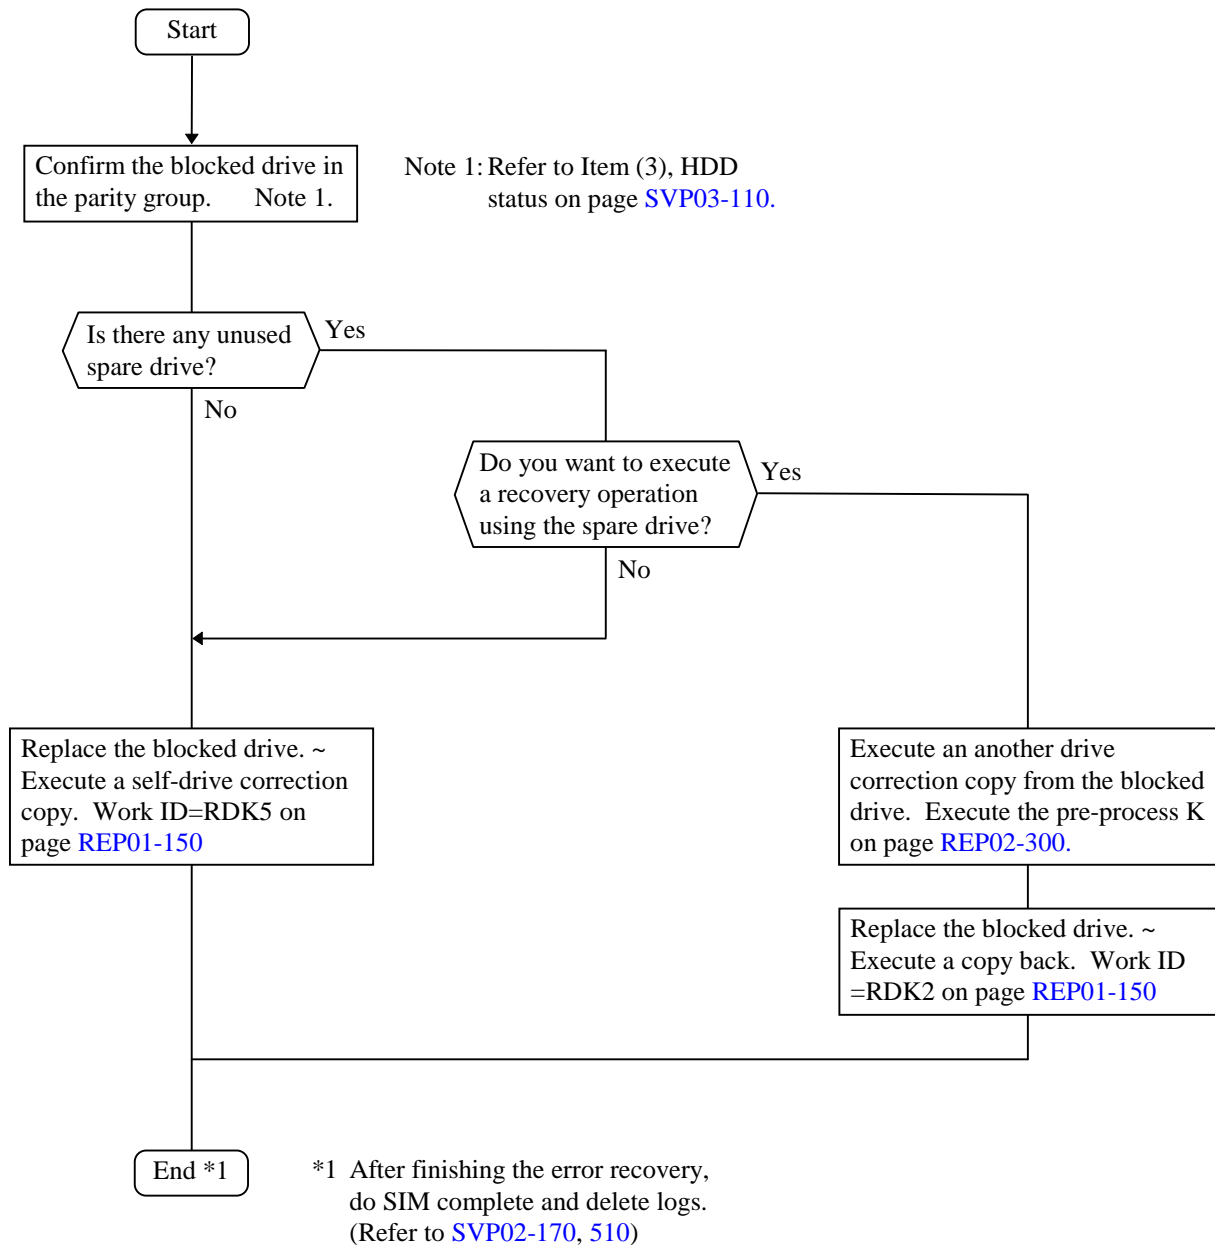 Start
Confirm the blocked drive in
the parity group. Note 1.
Note 1: Refer to Item (3), HDD
status on page SVP03-110.
Is there any unused
spare drive?
Yes
No
Do you want to execute
a recovery operation
using the spare drive?
Yes
No
Replace the blocked drive. ~
Execute a self-drive correction
copy. Work ID=RDK5 on
page REP01-150
Execute an another drive
correction copy from the blocked
drive. Execute the pre-process K
on page REP02-300.
Replace the blocked drive. ~
Execute a copy back. Work ID
=RDK2 on page REP01-150
End *1
*1 After finishing the error recovery,
do SIM complete and delete logs.
(Refer to SVP02-170, 510)